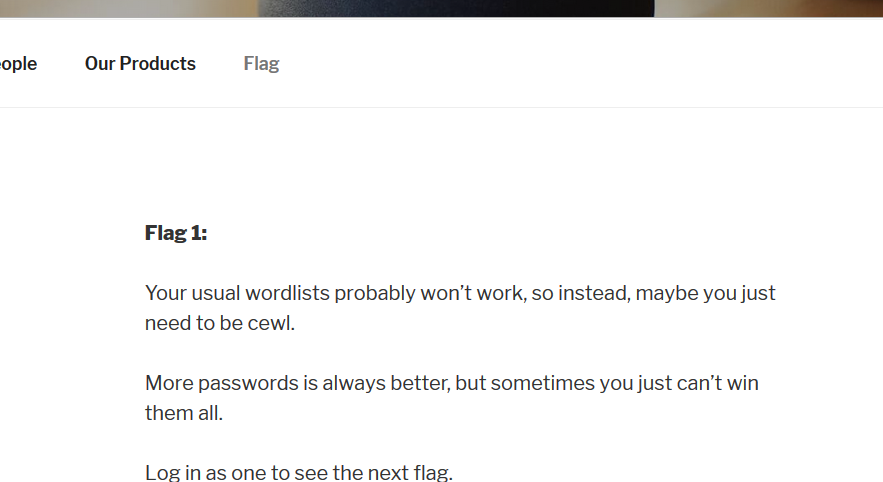 eople Our Products Flag
Flag 1:
Your usual wordlists probably won’t work, so instead, maybe you just
need to be cewl.
More passwords is always better, but sometimes you just can’t win
them all.
Log in as one to see the next flag.